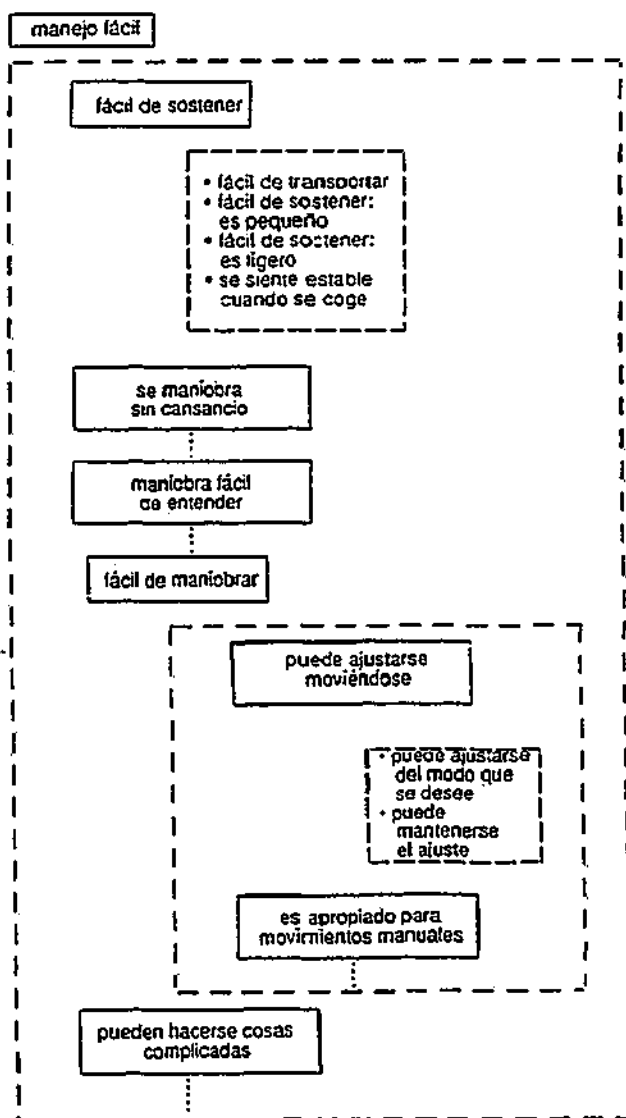 manejo fácil
fácil de sostener
• fácil de transportar
• fácil de sostener:
es pequeño
• fácil de sostener:
es ligero
• se siente estable
cuando se coge
se maniobra
sin cansancio
maniobra fácil
de entender
fácil de maniobrar
puede ajustarse
moviéndose
• puede ajustarse
del modo que
se desee
• puede
mantenerse
el ajuste
es apropiado para
movimientos manuales
pueden hacerse cosas
complicadas